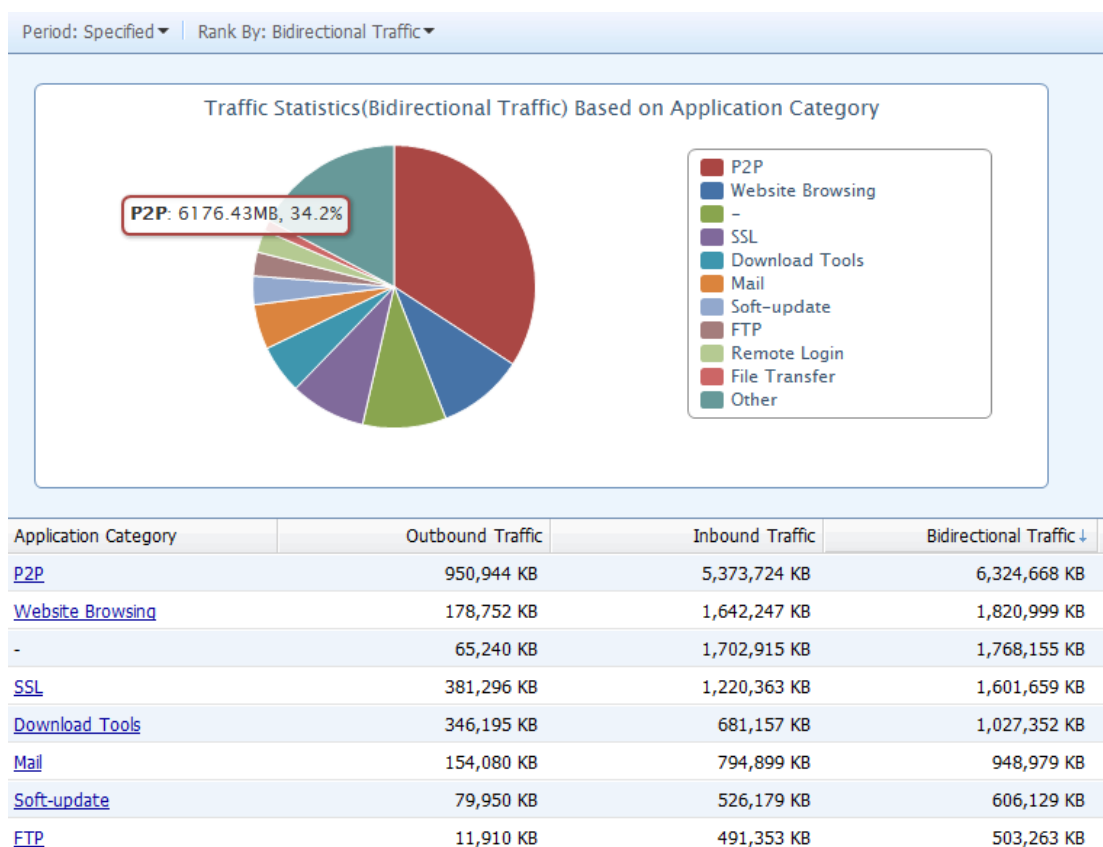 Period: Specified Rank By: Bidirectional Traffic
Traffic Statistics(Bidirectional Traffic) Based on Application Category
P2P: 6176.43MB, 34.2%
P2P
Website Browsing
-
SSL
Download Tools
Mail
Soft-update
FTP
Remote Login
File Transfer
Other
Application Category Outbound Traffic Inbound Traffic Bidirectional Traffic↓
P2P 950,944 KB 5,373,724 KB 6,324,668 KB
Website Browsing 178,752 KB 1,642,247 KB 1,820,999 KB
- 65,240 KB 1,702,915 KB 1,768,155 KB
SSL 381,296 KB 1,220,363 KB 1,601,659 KB
Download Tools 346,195 KB 681,157 KB 1,027,352 KB
Mail 154,080 KB 794,899 KB 948,979 KB
Soft-update 79,950 KB 526,179 KB 606,129 KB
FTP 11,910 KB 491,353 KB 503,263 KB